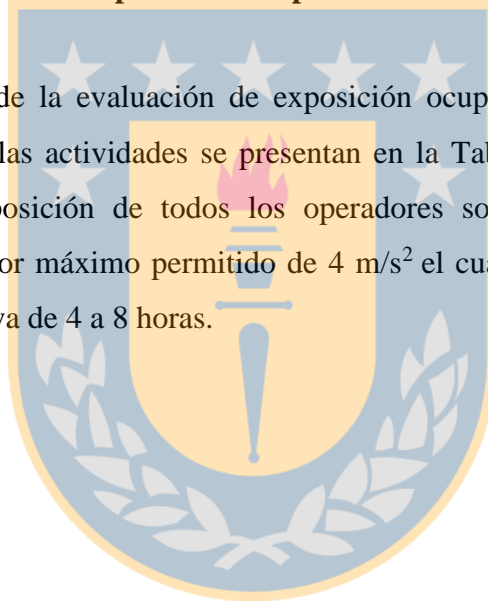 de la evaluación de exposición ocup
las actividades se presentan en la Tab
posición de todos los operadores so
or máximo permitido de 4 m/s² el cua
va de 4 a 8 horas.